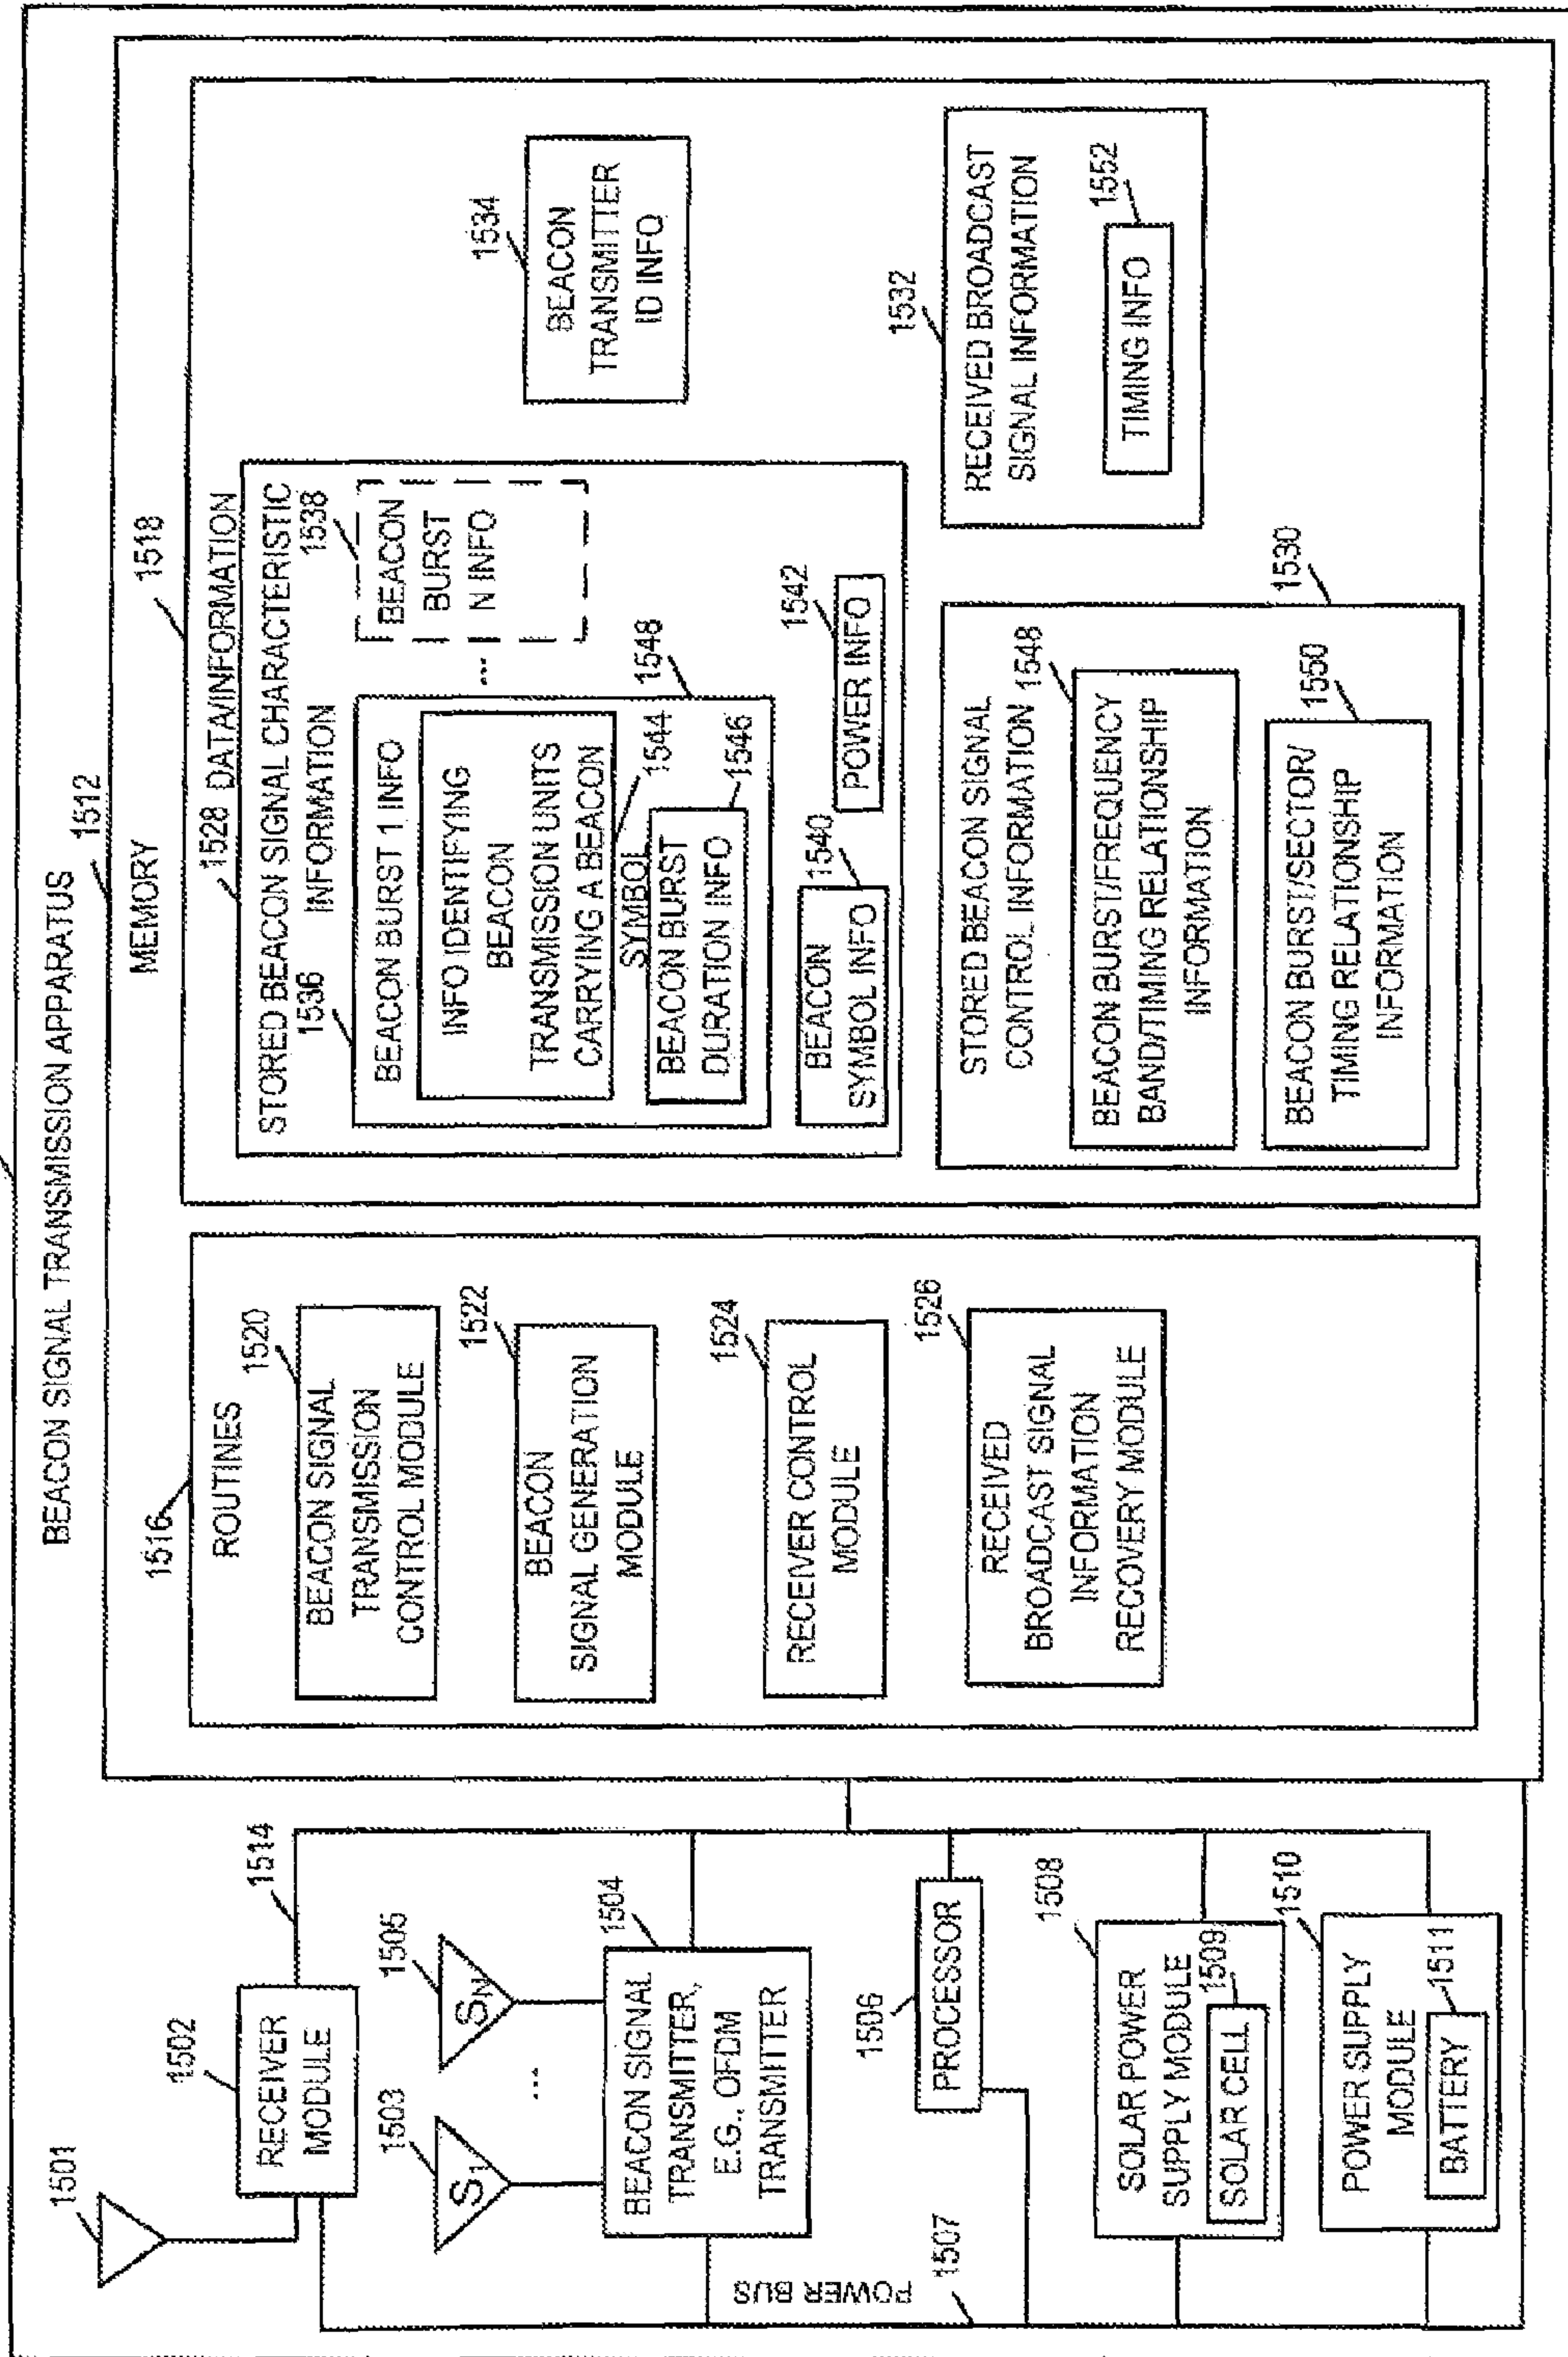 BEACON SIGNAL TRANSMISSION APPARATUS
1501
1502
RECEIVER
MODULE
1514
1503
S1
...
1505
SN
1504
BEACON SIGNAL
TRANSMITTER,
E.G., OFDM
TRANSMITTER
POWER BUS
1506
PROCESSOR
1507
1508
SOLAR POWER
SUPPLY MODULE
1509
SOLAR CELL
1510
POWER SUPPLY
MODULE
1511
BATTERY
1512
MEMORY
1516
ROUTINES
1520
BEACON SIGNAL
TRANSMISSION
CONTROL MODULE
1522
BEACON
SIGNAL GENERATION
MODULE
1524
RECEIVER CONTROL
MODULE
1526
RECEIVED
BROADCAST SIGNAL
INFORMATION
RECOVERY MODULE
1518
1528 DATA/INFORMATION
STORED BEACON SIGNAL CHARACTERISTIC
1536 INFORMATION
1538
BEACON BURST 1 INFO
INFO IDENTIFYING
BEACON
TRANSMISSION UNITS
CARRYING A BEACON
SYMBOL
1544
BEACON BURST
DURATION INFO
1546
1548
...
BEACON
BURST
N INFO
1540
BEACON
SYMBOL INFO
1542
POWER INFO
1534
BEACON
TRANSMITTER
ID INFO
1530
STORED BEACON SIGNAL
CONTROL INFORMATION
1548
BEACON BURST/FREQUENCY
BAND/TIMING RELATIONSHIP
INFORMATION
1550
BEACON BURST/SECTOR/
TIMING RELATIONSHIP
INFORMATION
1532
RECEIVED BROADCAST
SIGNAL INFORMATION
1552
TIMING INFO